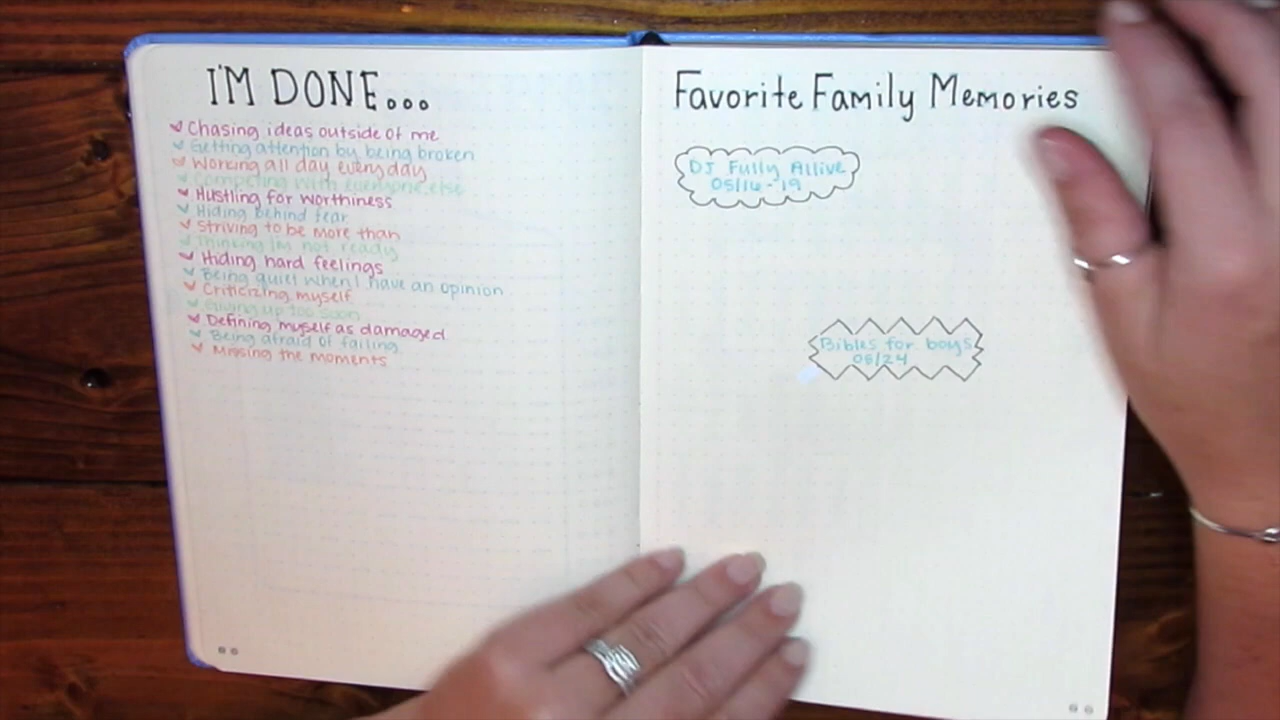 I'M DONE...
Chasing ideas outside of me
Getting attention by being broken
Working all day everyday
Competing with everyone else
Hustling for worthiness
Hiding behind fear
Striving to be more than
Thinking I'm not ready
Hiding hard feelings
Being quiet when I have an opinion
Criticizing myself
Giving up too soon
Defining myself as damaged
Being afraid of failing
Missing the moments
Favorite Family Memories
DJ Fully Allive
05/16-19
Bibles for boys
05/24